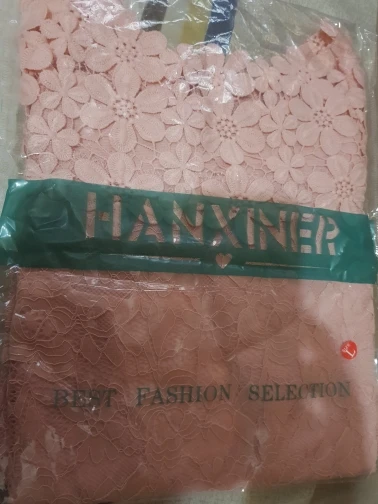 HANXINER
L
BEST FASHION SELECTION